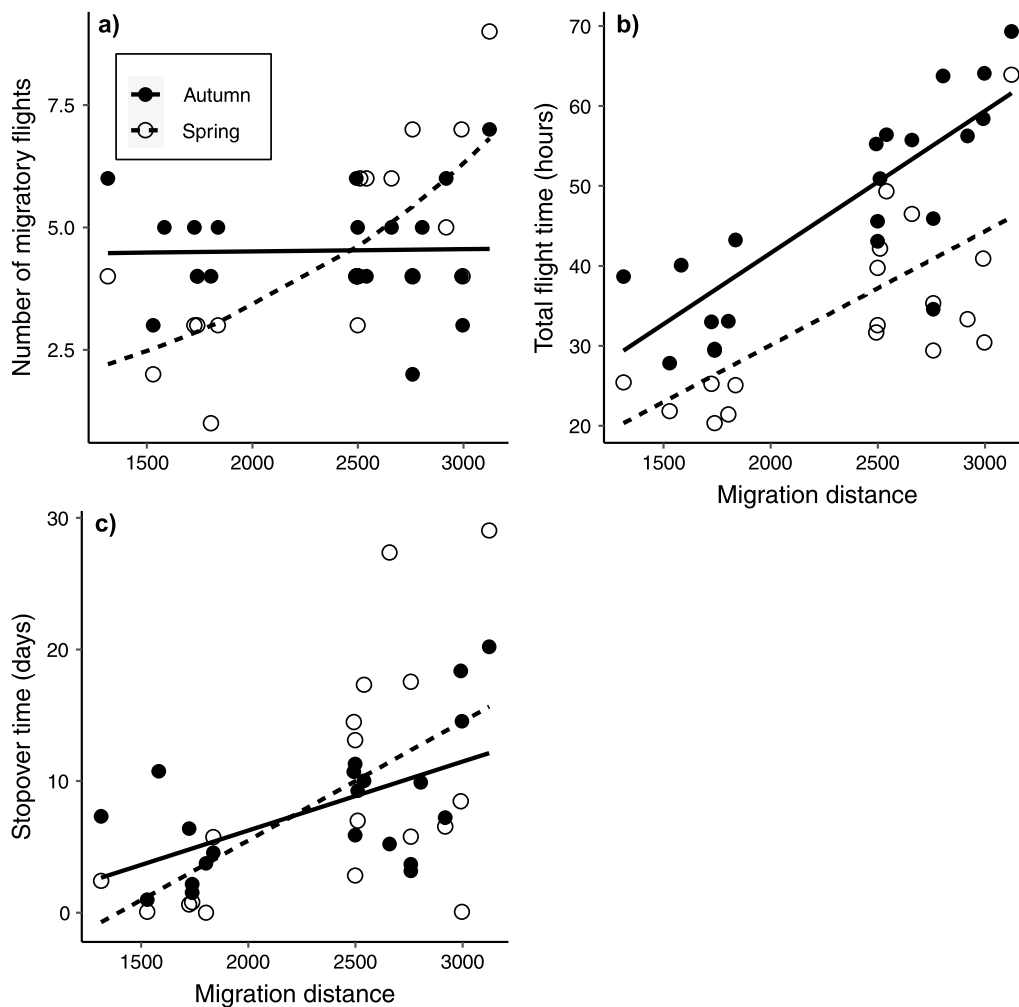 a)
Number of migratory flights
Autumn
Spring
7.5
5.0
2.5
1500 2000 2500 3000
b)
Total flight time (hours)
70
60
50
40
30
20
1500 2000 2500 3000
Migration distance
c)
Stopover time (days)
30
20
10
0
1500 2000 2500 3000
Migration distance